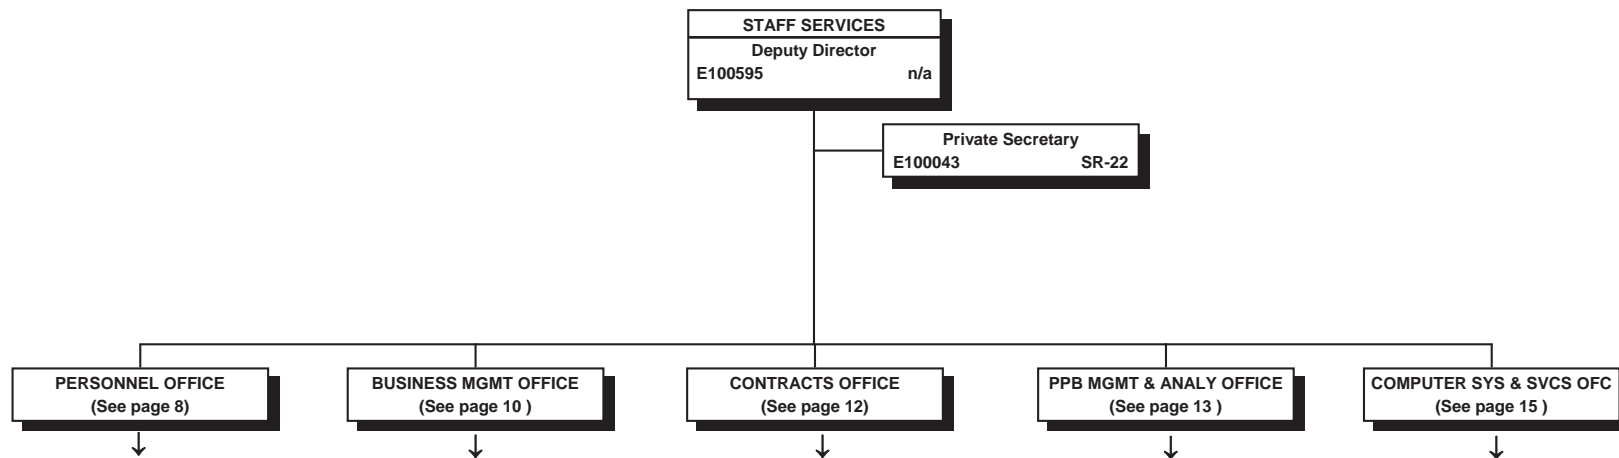 STAFF SERVICES
Deputy Director
E100595 n/a
Private Secretary
E100043 SR-22
PERSONNEL OFFICE
(See page 8)
BUSINESS MGMT OFFICE
(See page 10 )
CONTRACTS OFFICE
(See page 12)
PPB MGMT & ANALY OFFICE
(See page 13 )
COMPUTER SYS & SVCS OFC
(See page 15 )